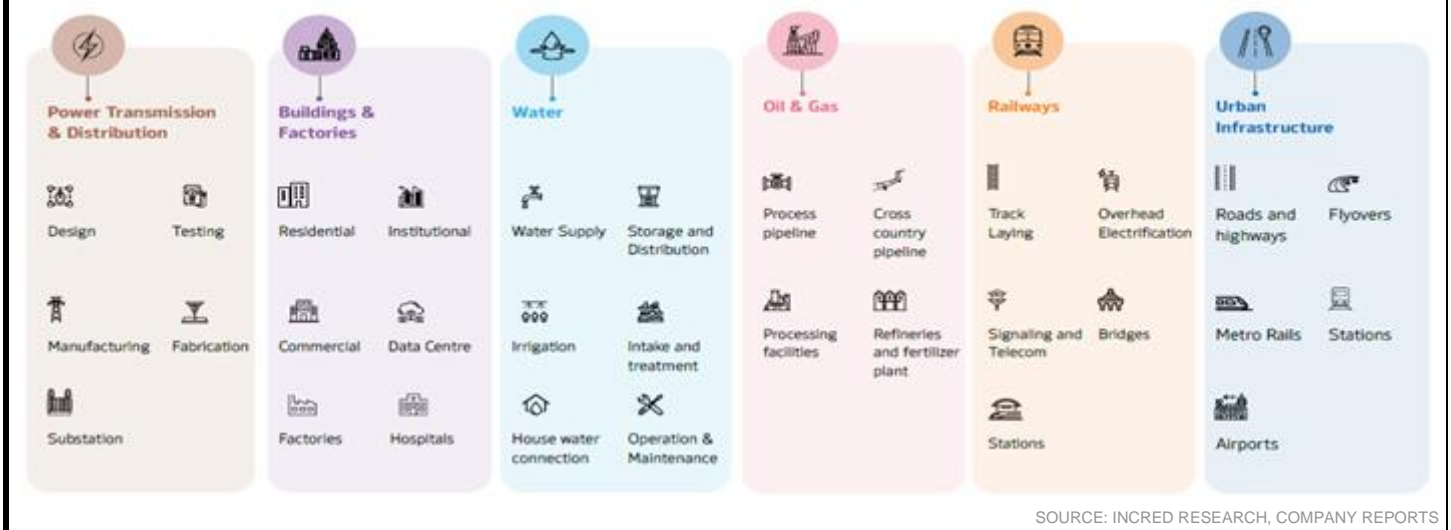 Power Transmission
& Distribution
Design
Testing
Manufacturing
Fabrication
Substation
Buildings &
Factories
Residential
Institutional
Commercial
Data Centre
Factories
Hospitals
Water
Water Supply
Storage and
Distribution
Irrigation
Intake and
treatment
House water
connection
Operation &
Maintenance
Oil & Gas
Process
pipeline
Cross
country
pipeline
Processing
facilities
Refineries
and fertilizer
plant
Railways
Track
Laying
Overhead
Electrification
Signaling and
Telecom
Bridges
Stations
Urban
Infrastructure
Roads and
highways
Flyovers
Metro Rails
Stations
Airports
SOURCE: INCRED RESEARCH, COMPANY REPORTS